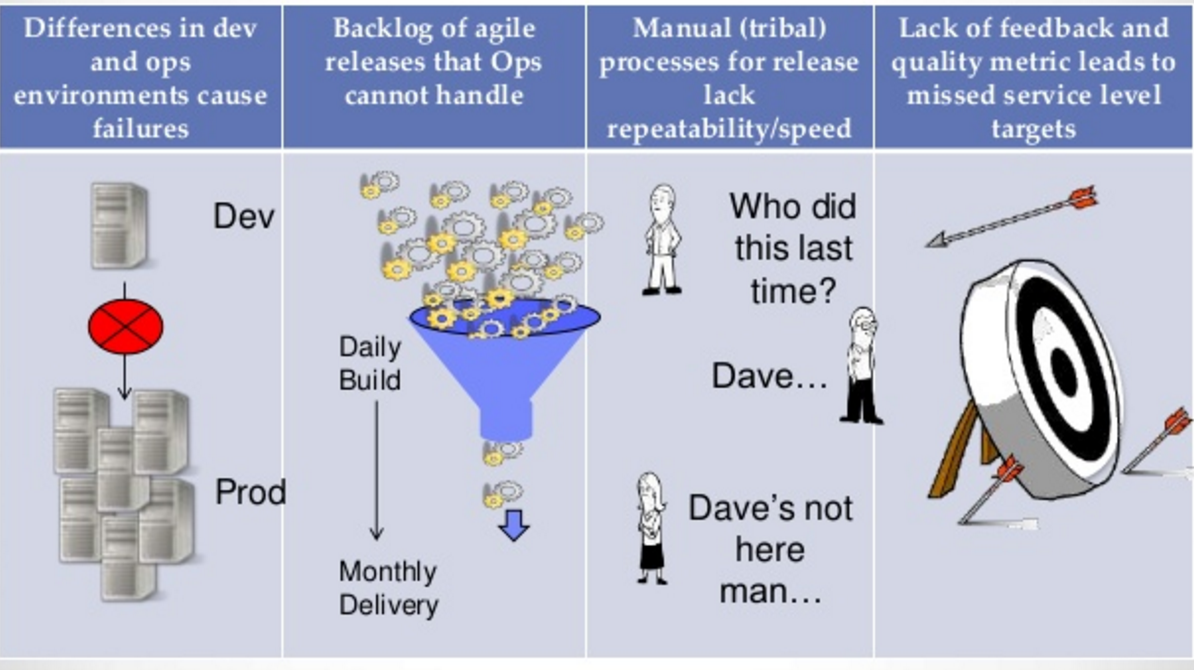 Differences in dev
and ops
environments cause
failures
Backlog of agile
releases that Ops
cannot handle
Manual (tribal)
processes for release
lack
repeatability/speed
Lack of feedback and
quality metric leads to
missed service level
targets
Dev
Prod
Daily
Build
Monthly
Delivery
Who did
this last
time?
Dave…
Dave’s not
here
man…